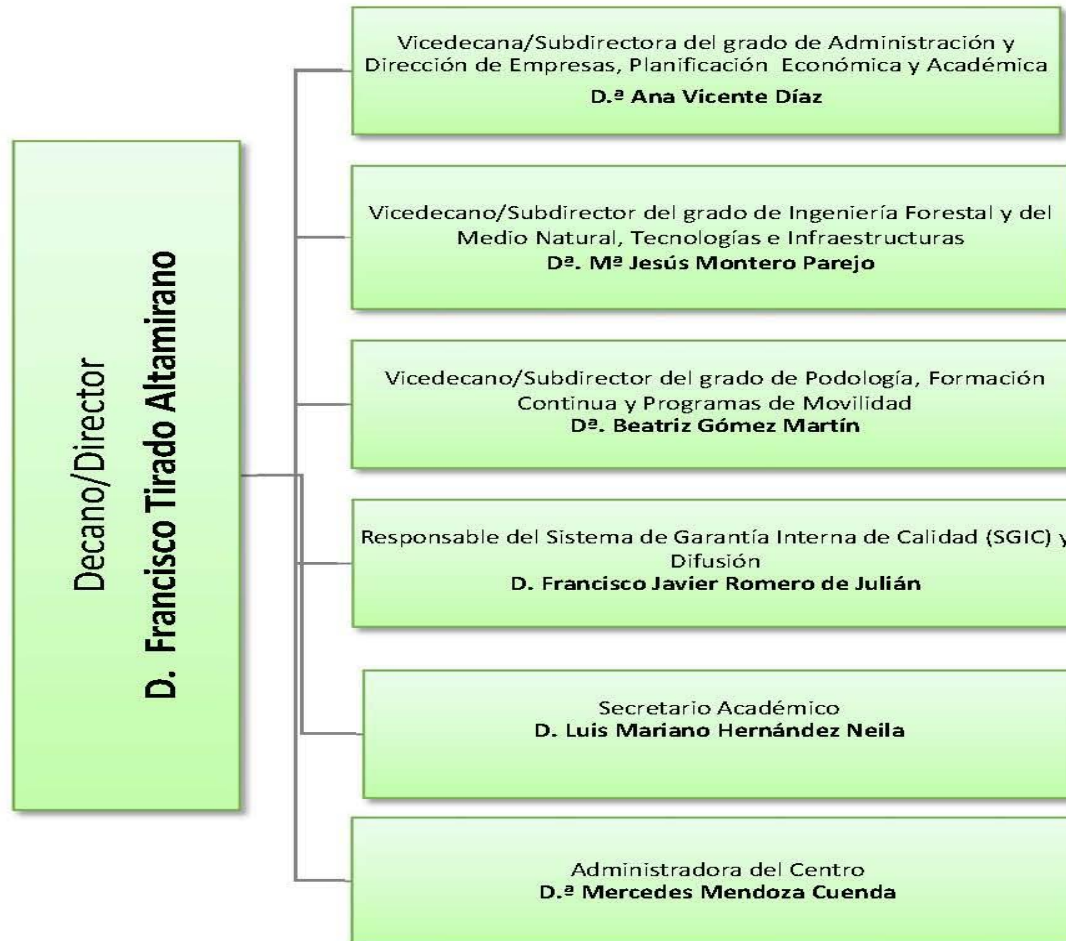 Decano/Director
D. Francisco Tirado Altamirano
Vicedecana/Subdirectora del grado de Administración y
Dirección de Empresas, Planificación Económica y Académica
D.ª Ana Vicente Díaz
Vicedecano/Subdirector del grado de Ingeniería Forestal y del
Medio Natural, Tecnologías e Infraestructuras
Dª. Mª Jesús Montero Parejo
Vicedecano/Subdirector del grado de Podología, Formación
Continua y Programas de Movilidad
Dª. Beatriz Gómez Martín
Responsable del Sistema de Garantía Interna de Calidad (SGIC) y
Difusión
D. Francisco Javier Romero de Julián
Secretario Académico
D. Luis Mariano Hernández Neila
Administradora del Centro
D.ª Mercedes Mendoza Cuenda